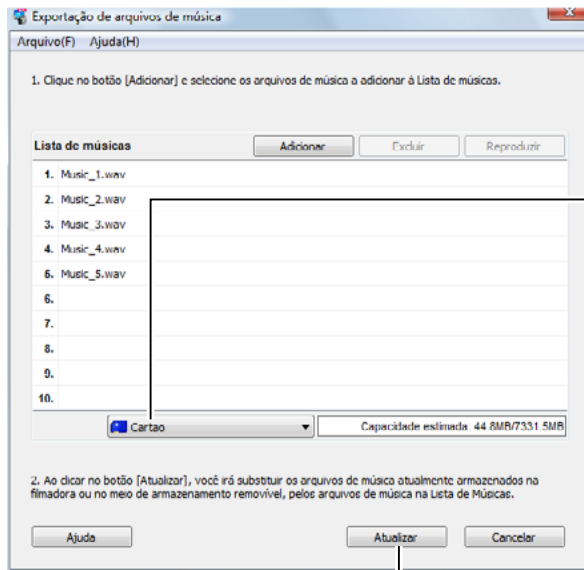 Exportação de arquivos de música
Arquivo(F) Ajuda(H)
1. Clique no botão [Adicionar] e selecione os arquivos de música a adicionar à Lista de músicas.
Lista de músicas Adicionar Excluir Reproduzir
1. Music_1.wav
2. Music_2.wav
3. Music_3.wav
4. Music_4.wav
5. Music_5.wav
6.
7.
8.
9.
10.
Cartao Capacidade estimada: 44.8MB/7331.5MB
2. Ao clicar no botão [Atualizar], você irá substituir os arquivos de música atualmente armazenados na
filmadora ou no meio de armazenamento removível, pelos arquivos de música na Lista de Músicas.
Ajuda Atualizar Cancelar